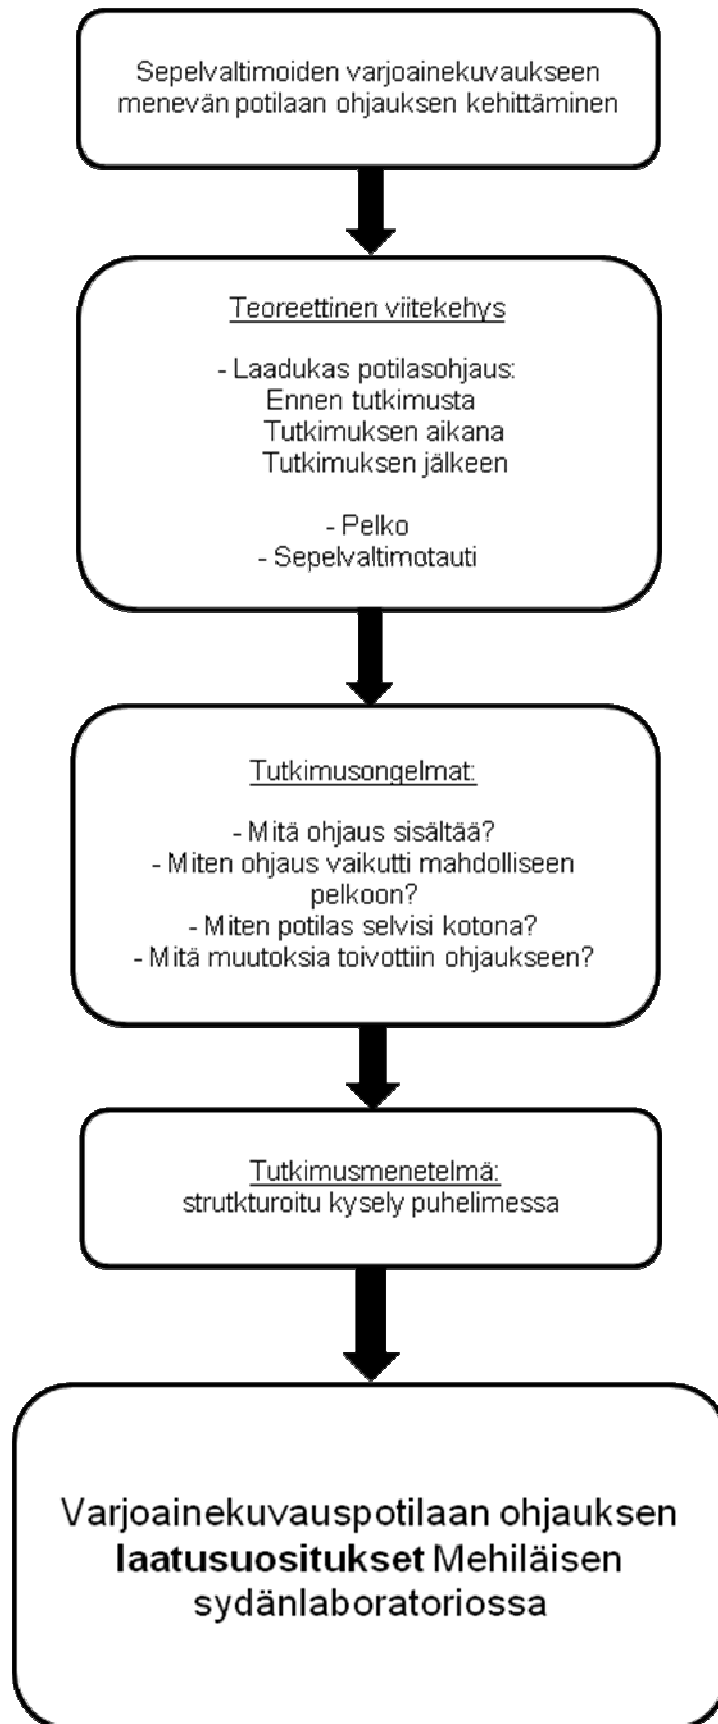 Sepelvaltimoiden varjoainekuvaukseen
menevän potilaan ohjauksen kehittäminen
Teoreettinen viitekehys
- Laadukas potilasohjaus:
Ennen tutkimusta
Tutkimuksen aikana
Tutkimuksen jälkeen
- Pelko
- Sepelvaltimotauti
Tutkimusongelmat:
- Mitä ohjaus sisältää?
- Miten ohjaus vaikutti mahdolliseen
pelkoon?
- Miten potilas selvisi kotona?
- Mitä muutoksia toivottiin ohjaukseen?
Tutkimusmenetelmä:
strutkturoitu kysely puhelimessa
Varjoainekuvauspotilaan ohjauksen
laatusuositukset Mehiläisen
sydänlaboratoriossa